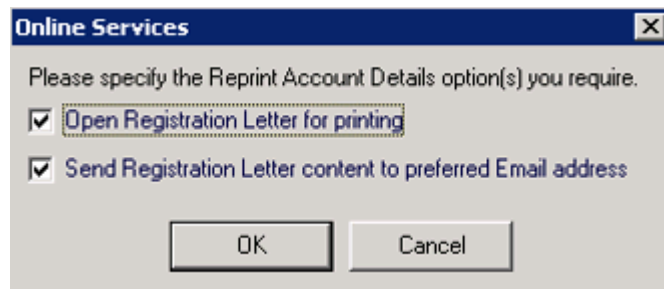 Online Services
Please specify the Reprint Account Details option(s) you require.
Open Registration Letter for printing
Send Registration Letter content to preferred Email address
OK Cancel